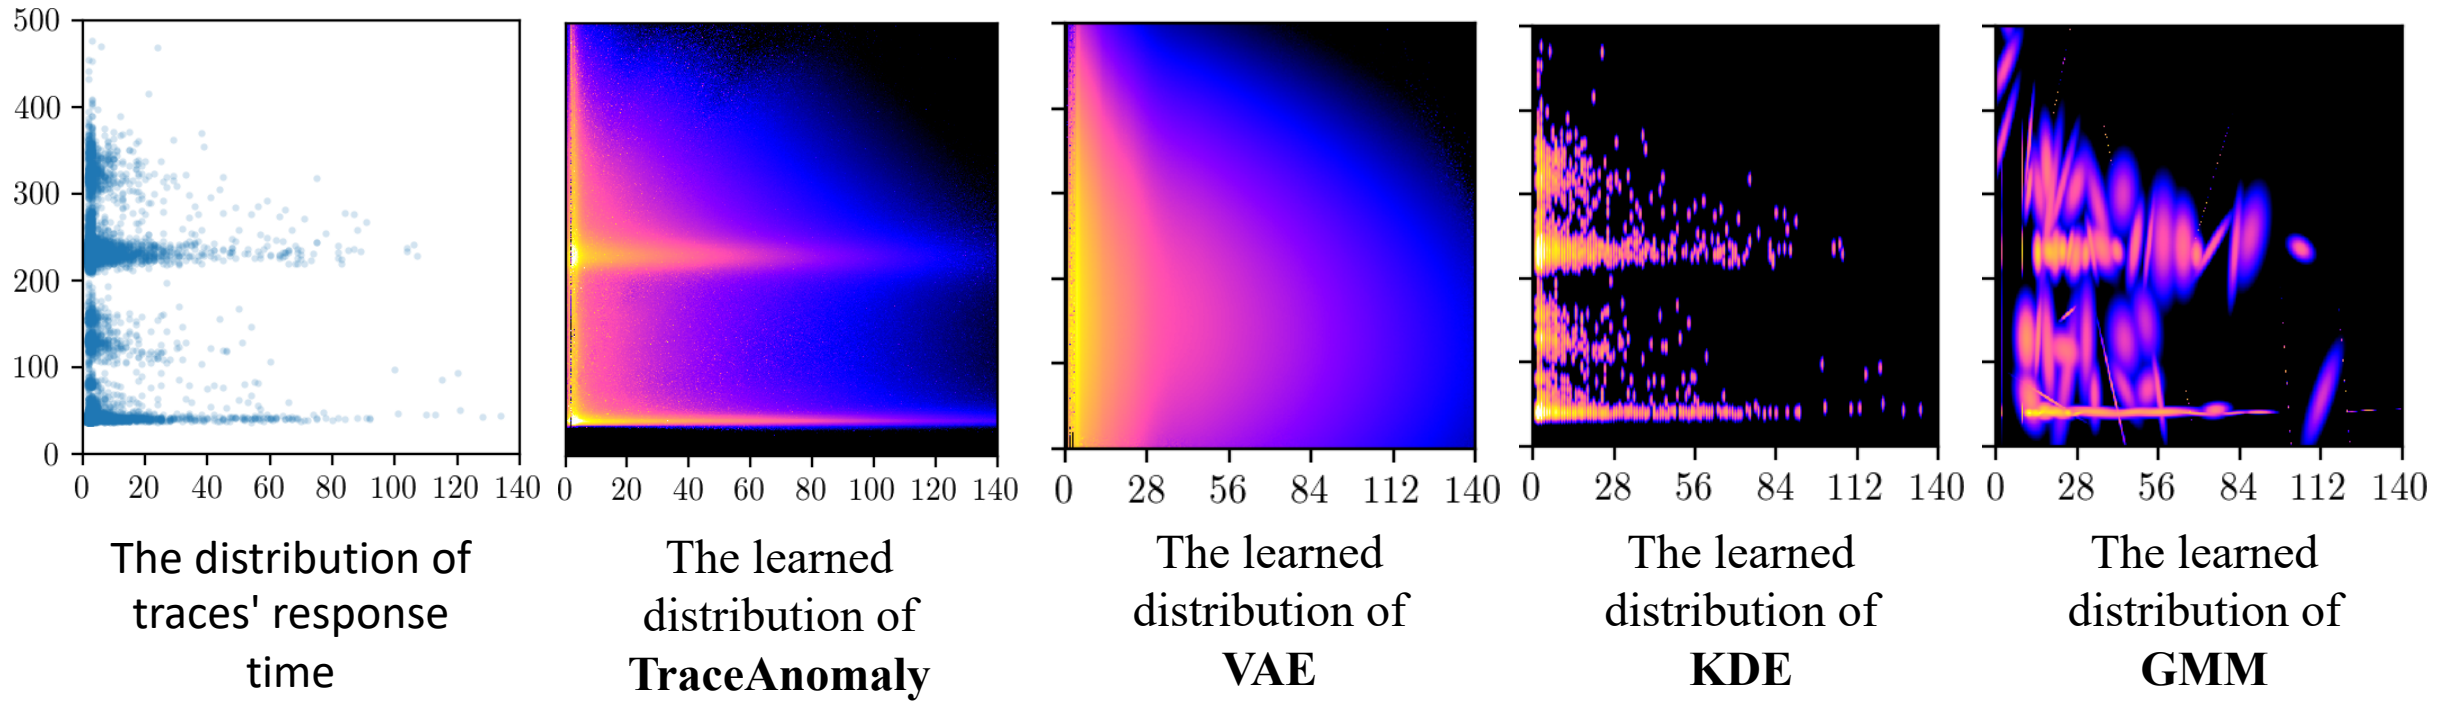 500
400
300
200
100
0
0 20 40 60 80 100 120 140
0 20 40 60 80 100 120 140
0 28 56 84 112 140
0 28 56 84 112 140
0 28 56 84 112 140
The distribution of
traces' response
time
The learned
distribution of
TraceAnomaly
The learned
distribution of
VAE
The learned
distribution of
KDE
The learned
distribution of
GMM